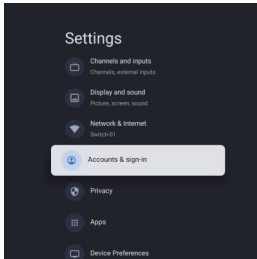 Settings
Channels and inputs
Channels, external inputs
Display and sound
Picture, screen, sound
Network & Internet
Switch-01
Accounts & sign-in
Privacy
Apps
Device Preferences